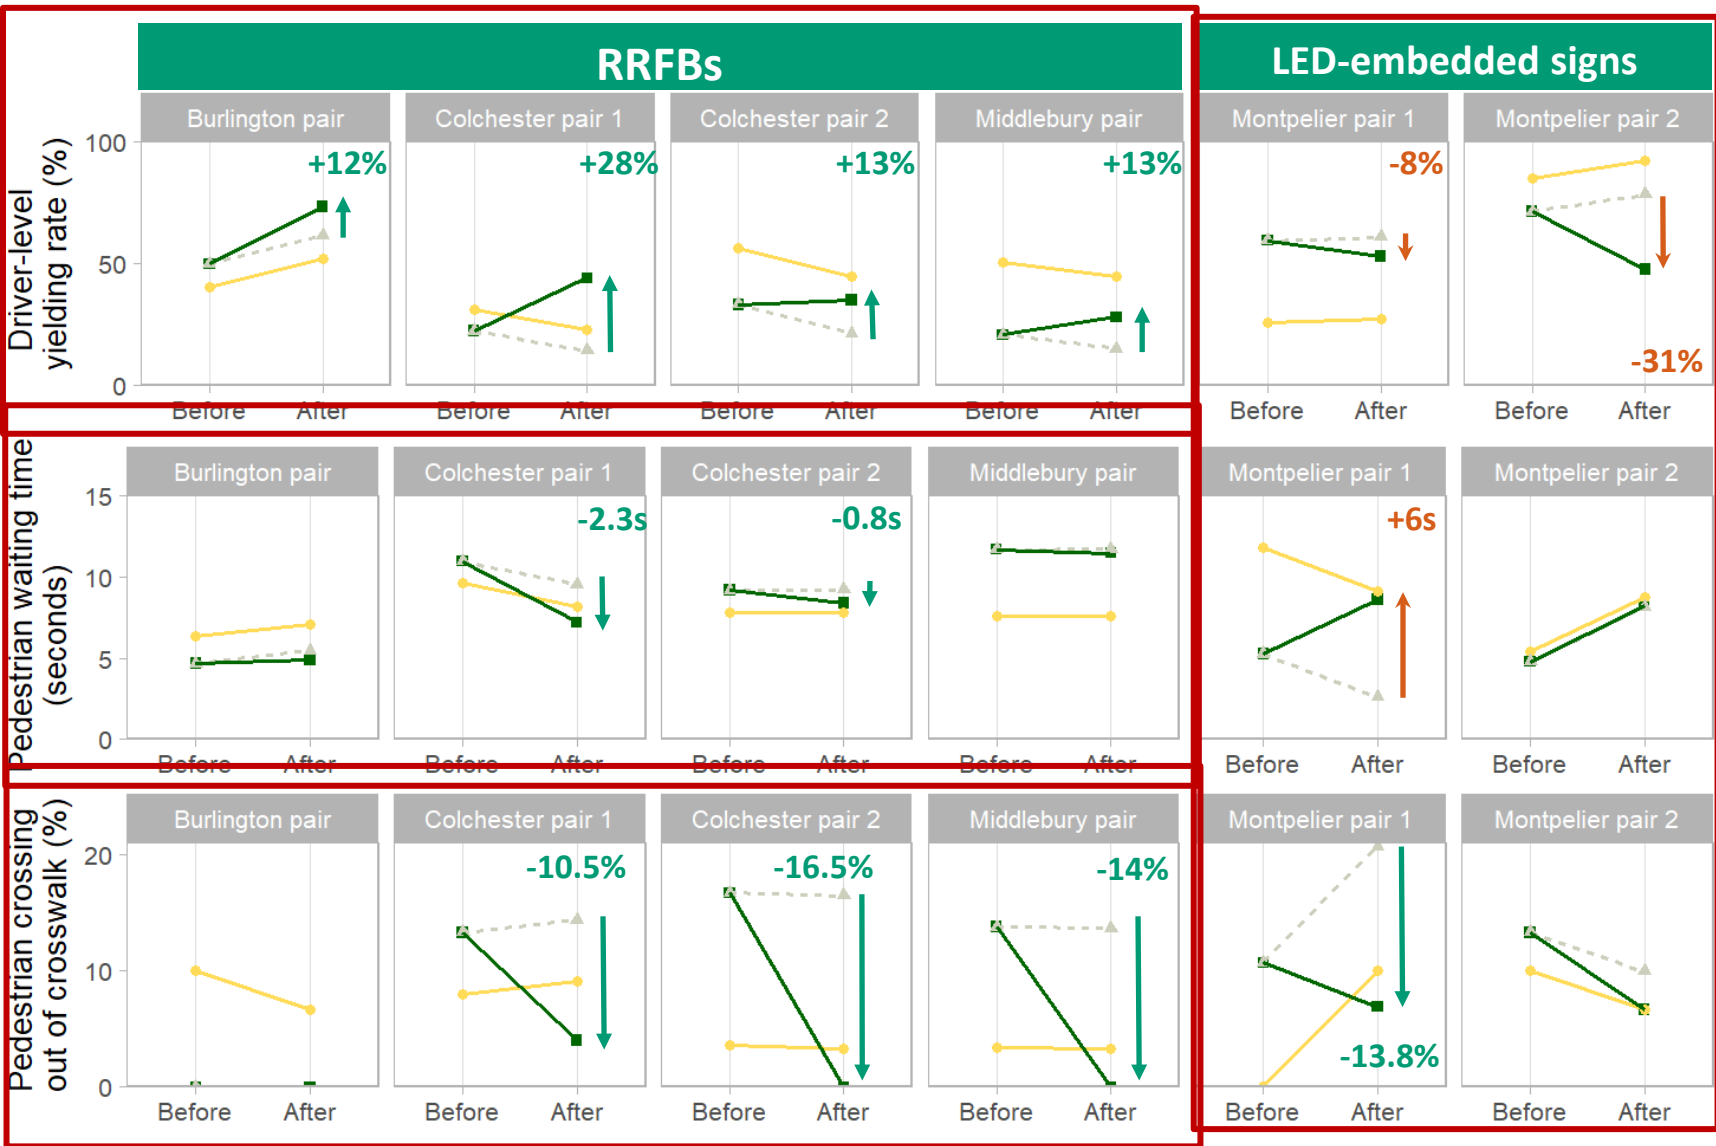 RRFBs
LED-embedded signs
Burlington pair
Colchester pair 1
Colchester pair 2
Middlebury pair
Montpelier pair 1
Montpelier pair 2
Driver-level
yielding rate (%)
100
50
0
+12%
+28%
+13%
+13%
-8%
-31%
Before After
Before After
Before After
Before After
Before After
Before After
Burlington pair
Colchester pair 1
Colchester pair 2
Middlebury pair
Montpelier pair 1
Montpelier pair 2
Pedestrian waiting time
(seconds)
15
10
5
0
-2.3s
-0.8s
+6s
Before After
Before After
Before After
Before After
Before After
Before After
Burlington pair
Colchester pair 1
Colchester pair 2
Middlebury pair
Montpelier pair 1
Montpelier pair 2
Pedestrian crossing
out of crosswalk (%)
20
10
0
-10.5%
-16.5%
-14%
-13.8%
Before After
Before After
Before After
Before After
Before After
Before After